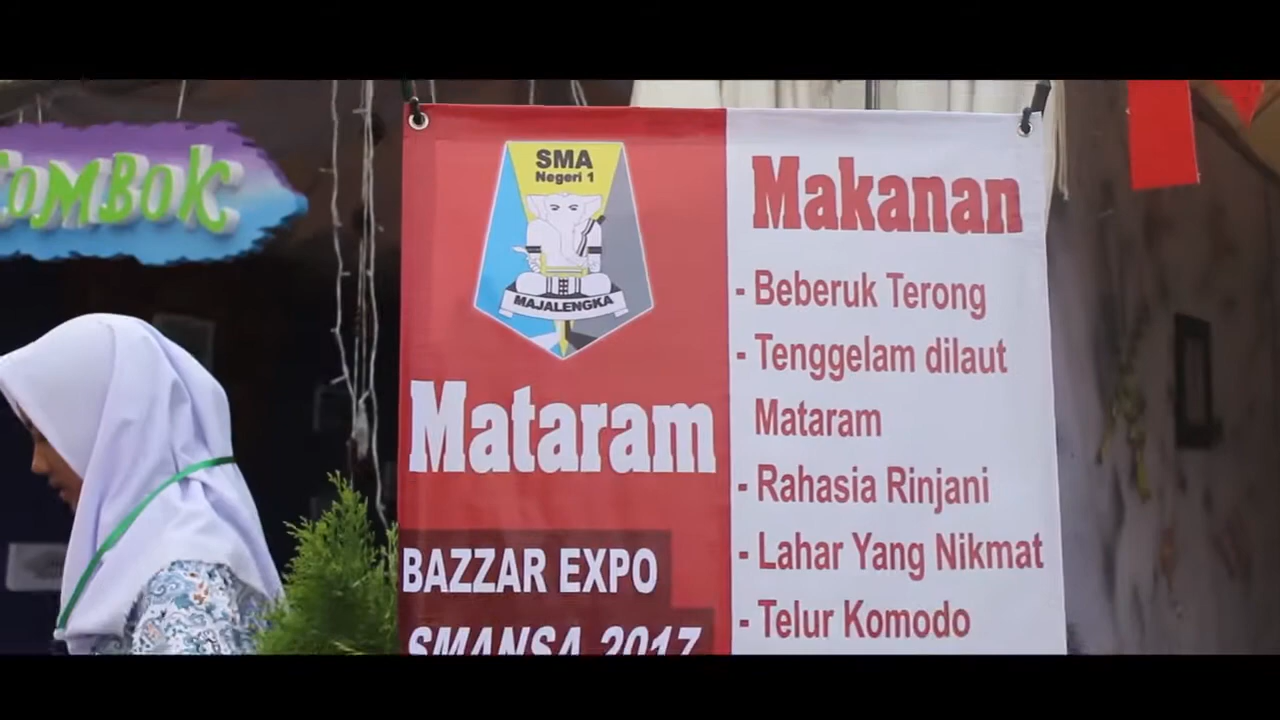 SMA
Negeri 1
MAJALENGKA
Mataram
BAZZAR EXPO
SMANSA 2017
Makanan
- Beberuk Terong
- Tenggelam dilaut
Mataram
- Rahasia Rinjani
- Lahar Yang Nikmat
- Telur Komodo